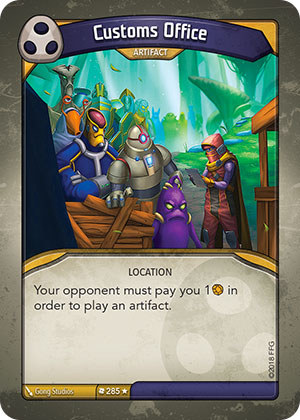 Customs Office
ARTIFACT
LOCATION
Your opponent must pay you 1 in
order to play an artifact.
Gong Studios
285 ★
©2018 FFG